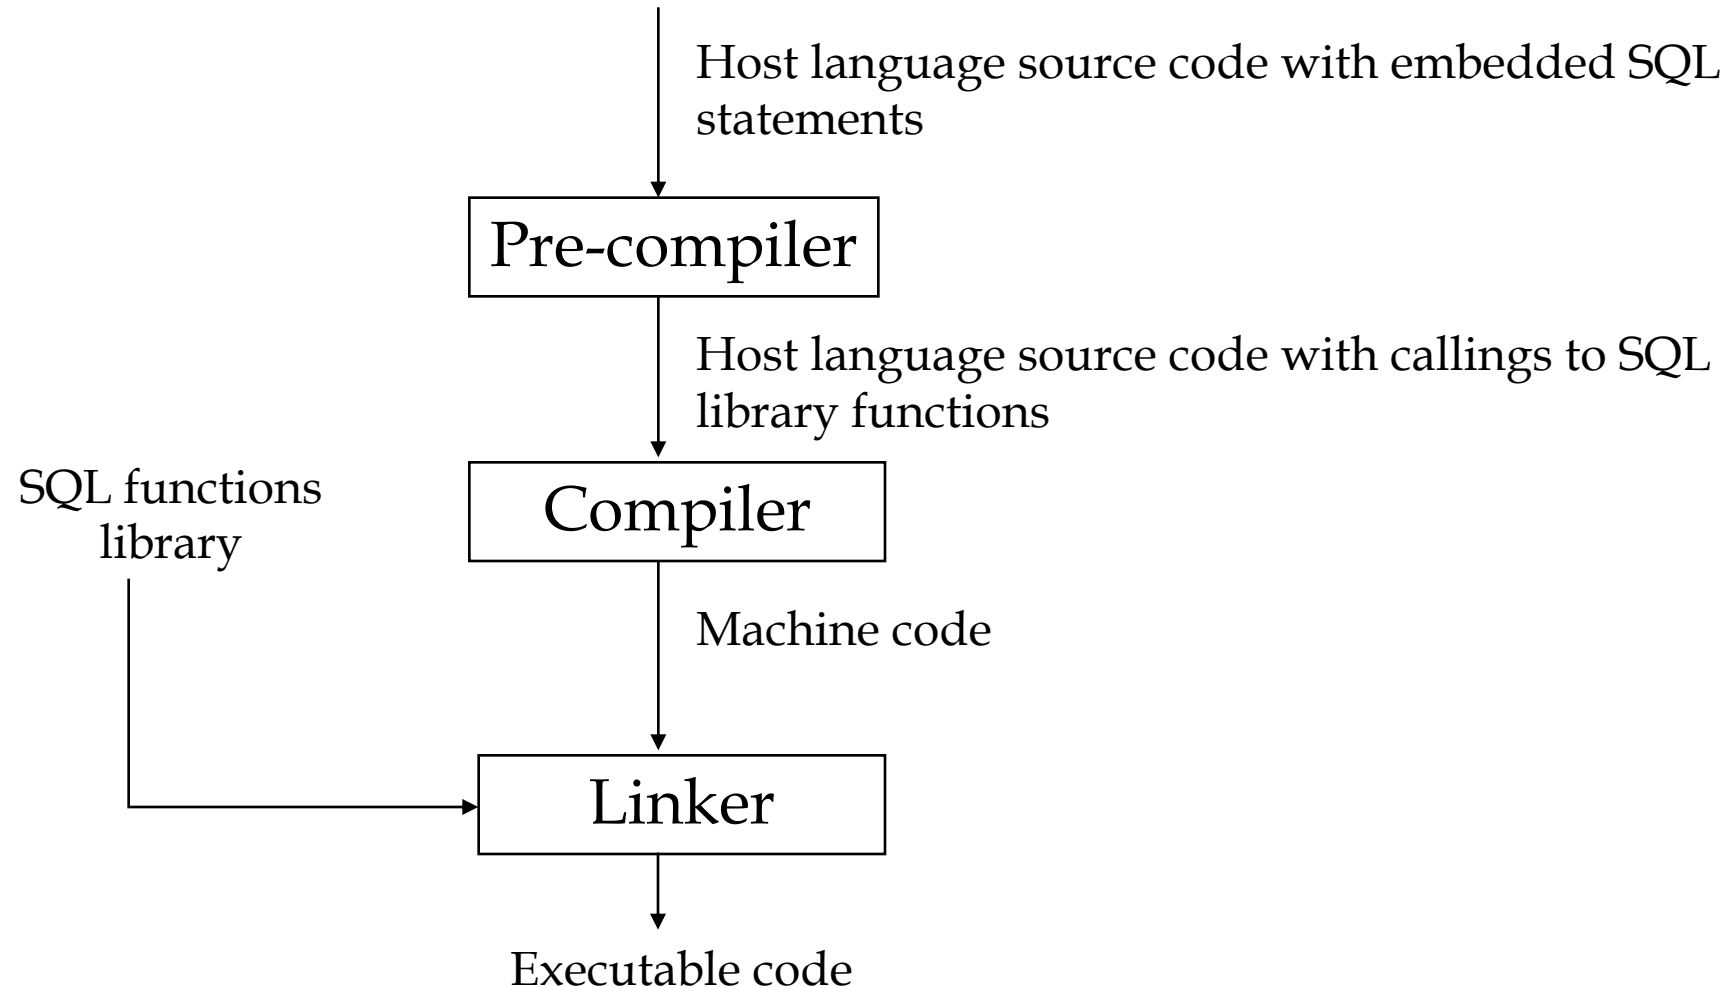 Host language source code with embedded SQL
statements
Pre-compiler
Host language source code with callings to SQL
library functions
SQL functions
library
Compiler
Machine code
Linker
Executable code